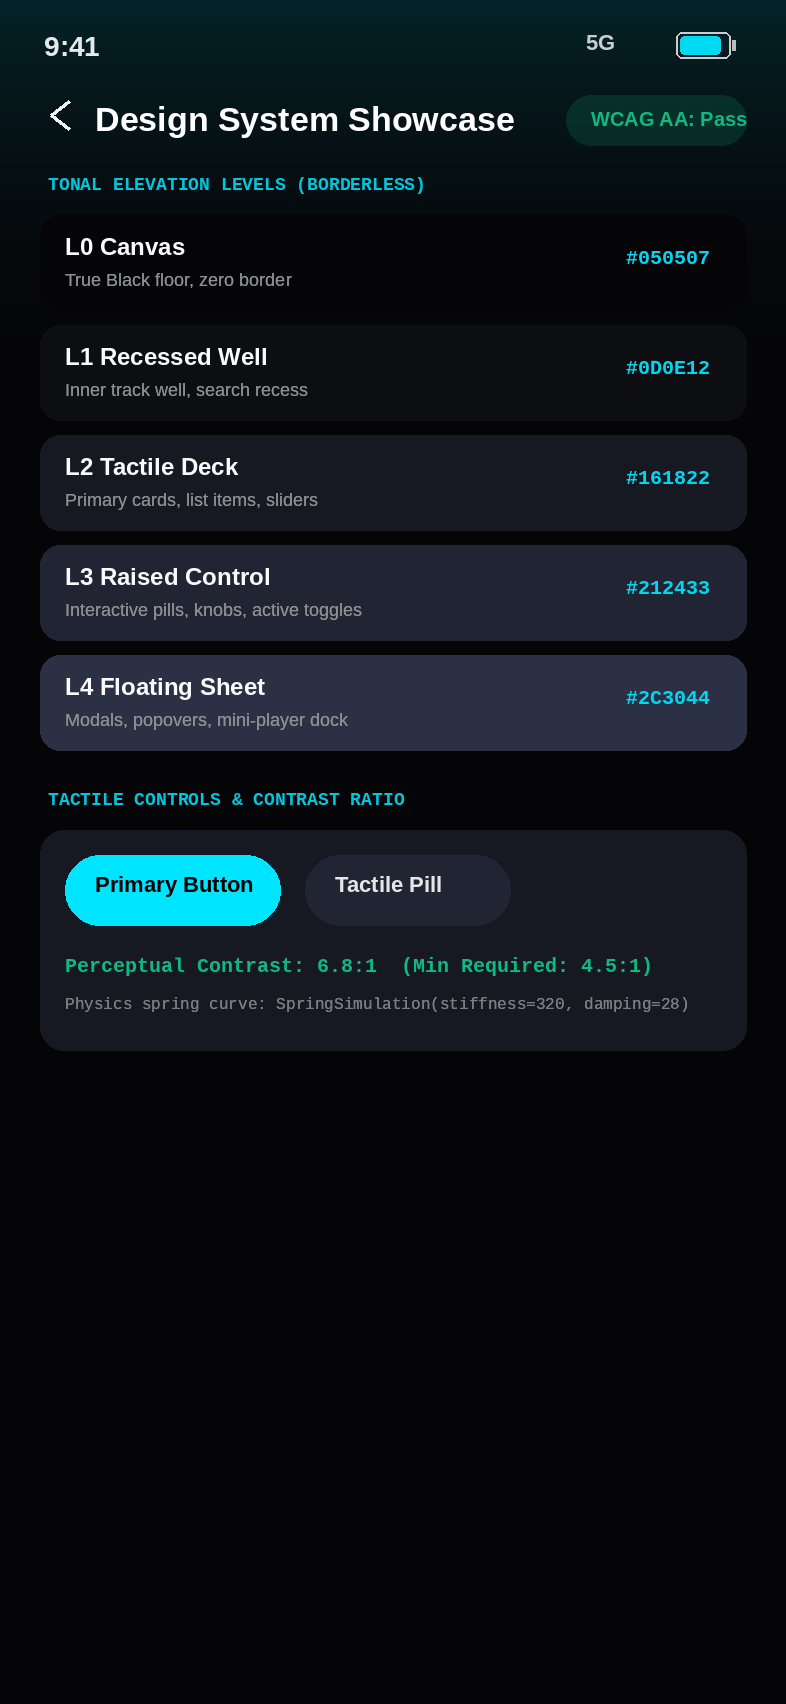 9:41
5G
Design System Showcase
WCAG AA: Pass
TONAL ELEVATION LEVELS (BORDERLESS)
L0 Canvas
True Black floor, zero border
#050507
L1 Recessed Well
Inner track well, search recess
#0D0E12
L2 Tactile Deck
Primary cards, list items, sliders
#161822
L3 Raised Control
Interactive pills, knobs, active toggles
#212433
L4 Floating Sheet
Modals, popovers, mini-player dock
#2C3044
TACTILE CONTROLS & CONTRAST RATIO
Primary Button
Tactile Pill
Perceptual Contrast: 6.8:1  (Min Required: 4.5:1)
Physics spring curve: SpringSimulation(stiffness=320, damping=28)